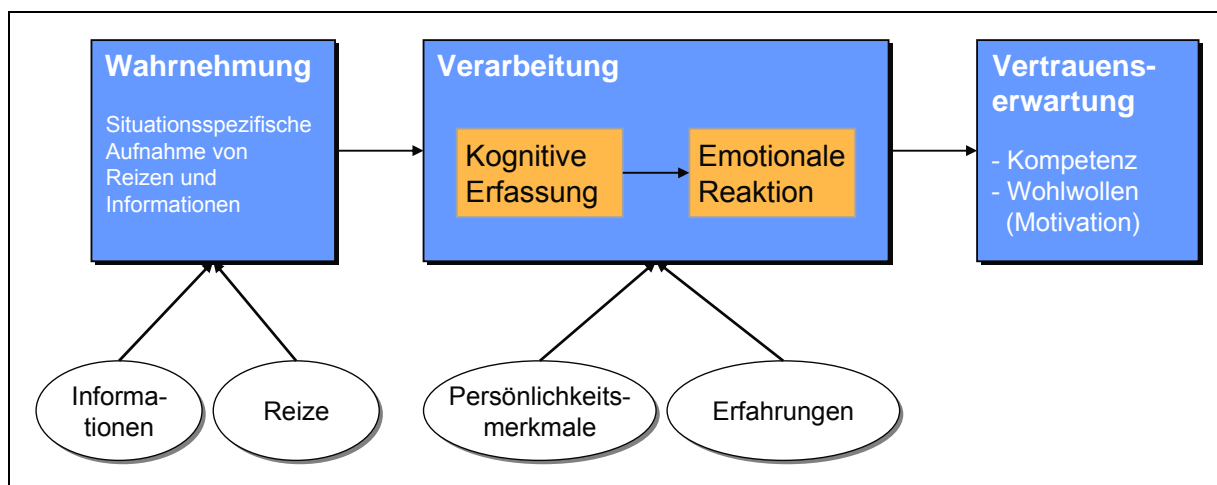 Wahrnehmung
Situationsspezifische
Aufnahme von
Reizen und
Informationen
Verarbeitung
Kognitive
Erfassung
Emotionale
Reaktion
Vertrauens-
erwartung
- Kompetenz
- Wohlwollen
(Motivation)
Informa-
tionen
Reize
Persönlichkeits-
merkmale
Erfahrungen